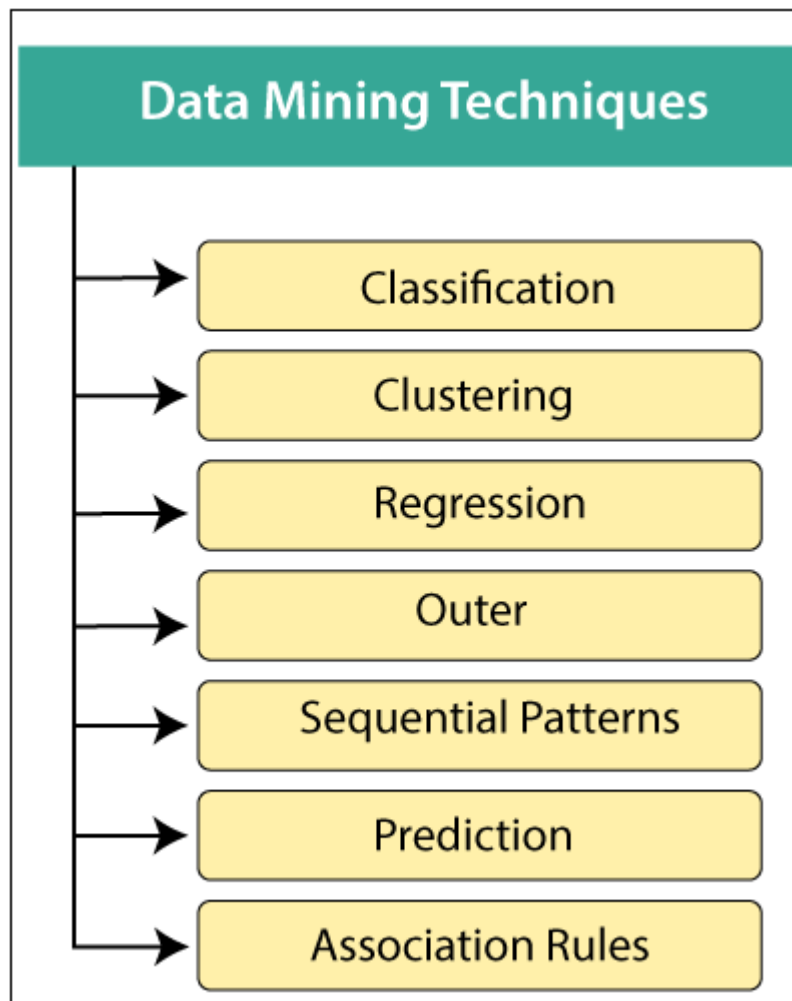 Data Mining Techniques
Classification
Clustering
Regression
Outer
Sequential Patterns
Prediction
Association Rules